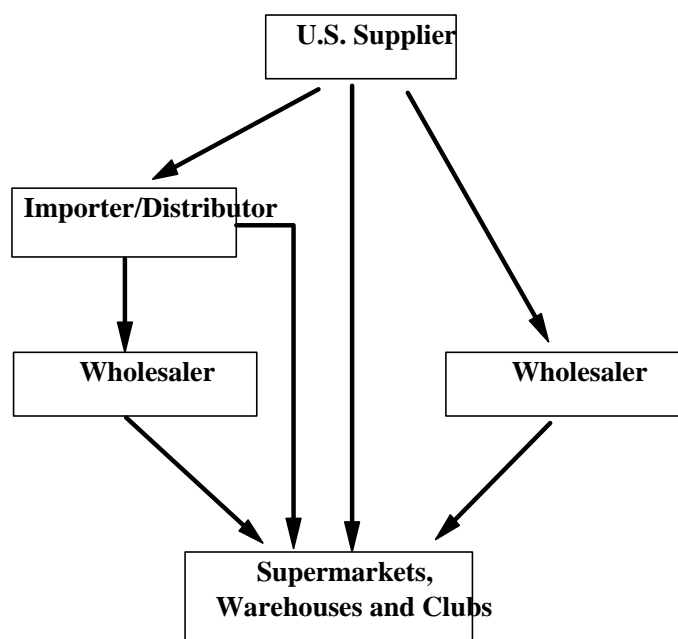 U.S. Supplier
Importer/Distributor
Wholesaler
Wholesaler
Supermarkets,
Warehouses and Clubs